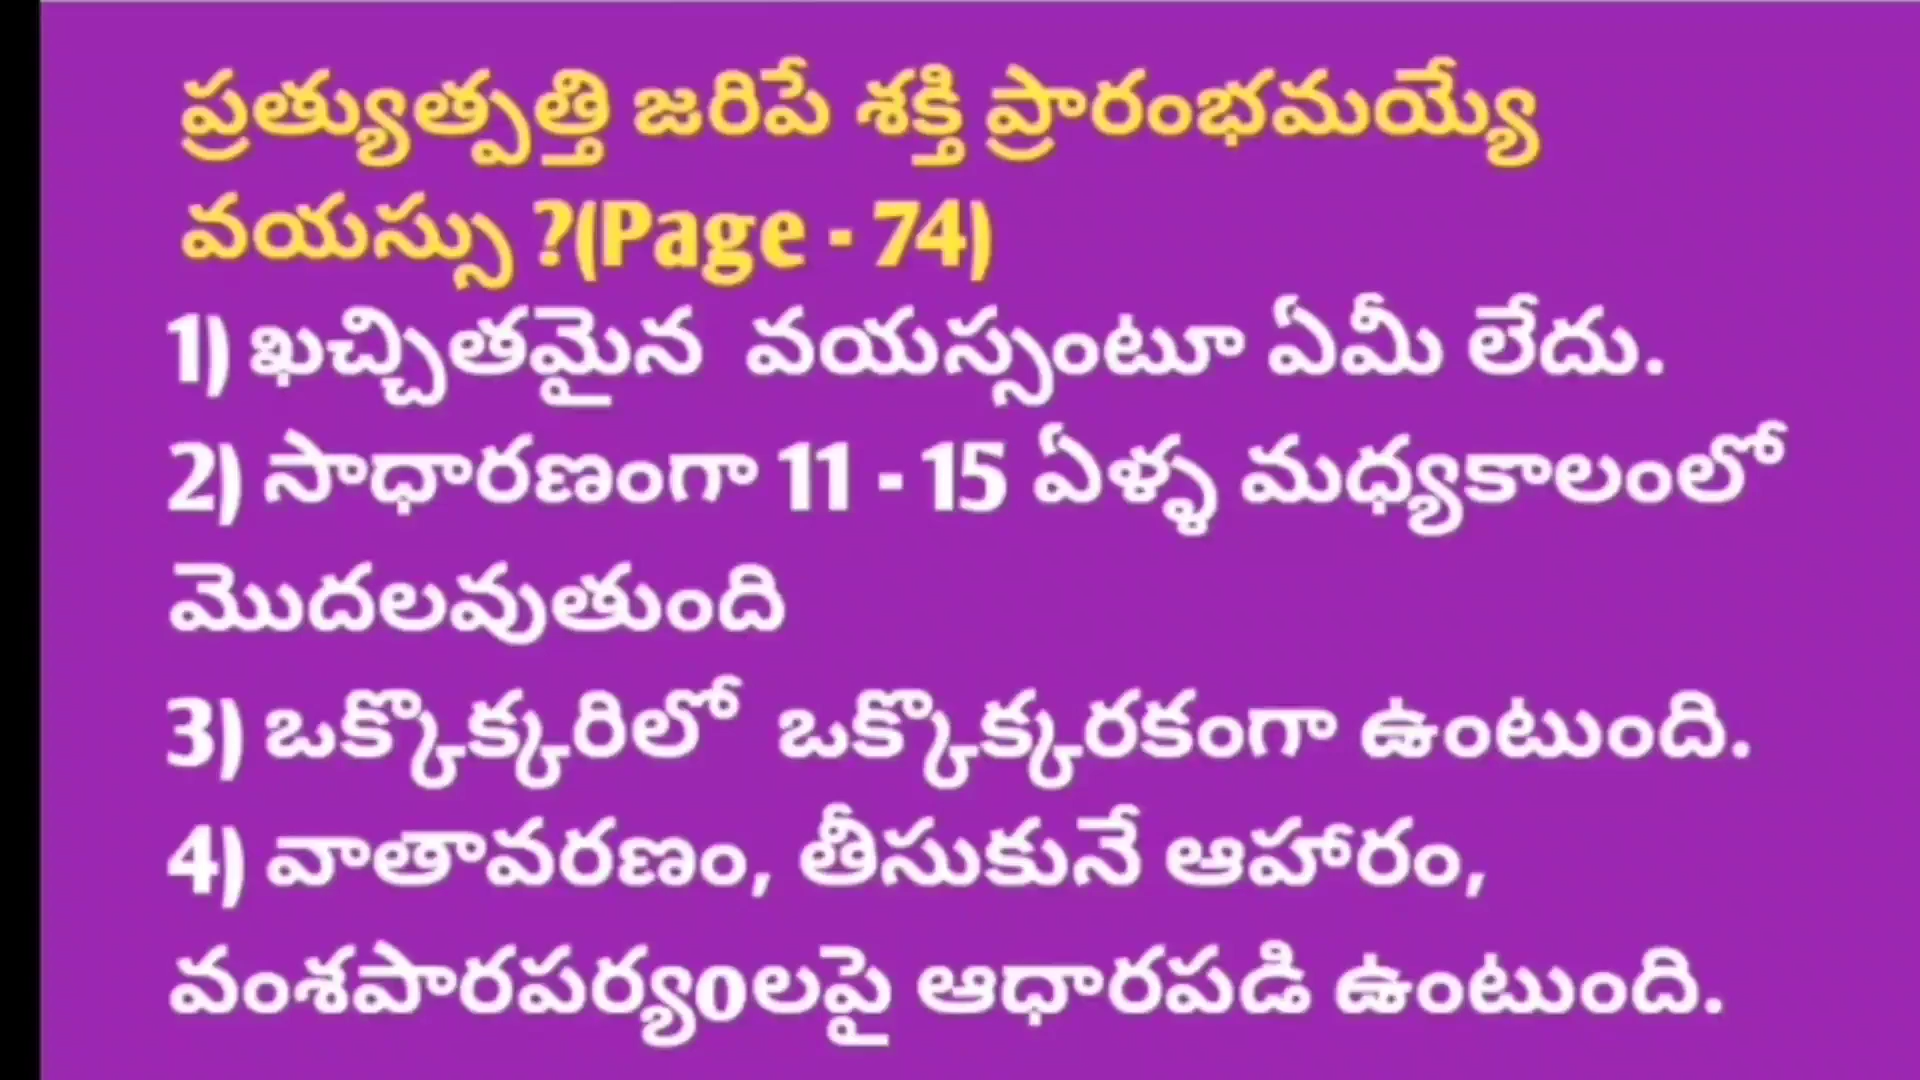 ప్రత్యుత్పత్తి జరిపే శక్తి ప్రారంభమయ్యే
వయస్సు ?(Page - 74)
1) ఖచ్చితమైన వయస్సంటూ ఏమీ లేదు.
2) సాధారణంగా 11 - 15 ఏళ్ళ మధ్యకాలంలో
మొదలవుతుంది
3) ఒక్కొక్కరిలో ఒక్కొక్కరకంగా ఉంటుంది.
4) వాతావరణం, తీసుకునే ఆహారం,
వంశపారపర్య0లపై ఆధారపడి ఉంటుంది.